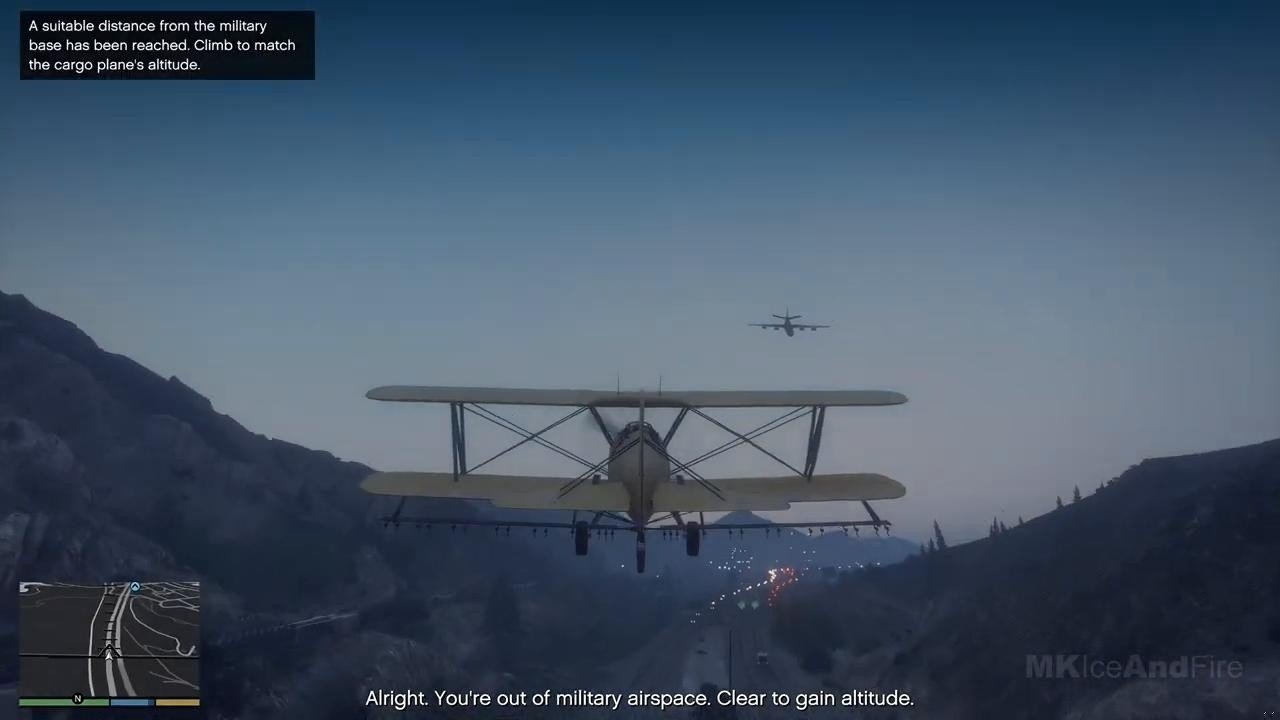 A suitable distance from the military
base has been reached. Climb to match
the cargo plane's altitude.
N
MKIceAndFire
Alright. You're out of military airspace. Clear to gain altitude.